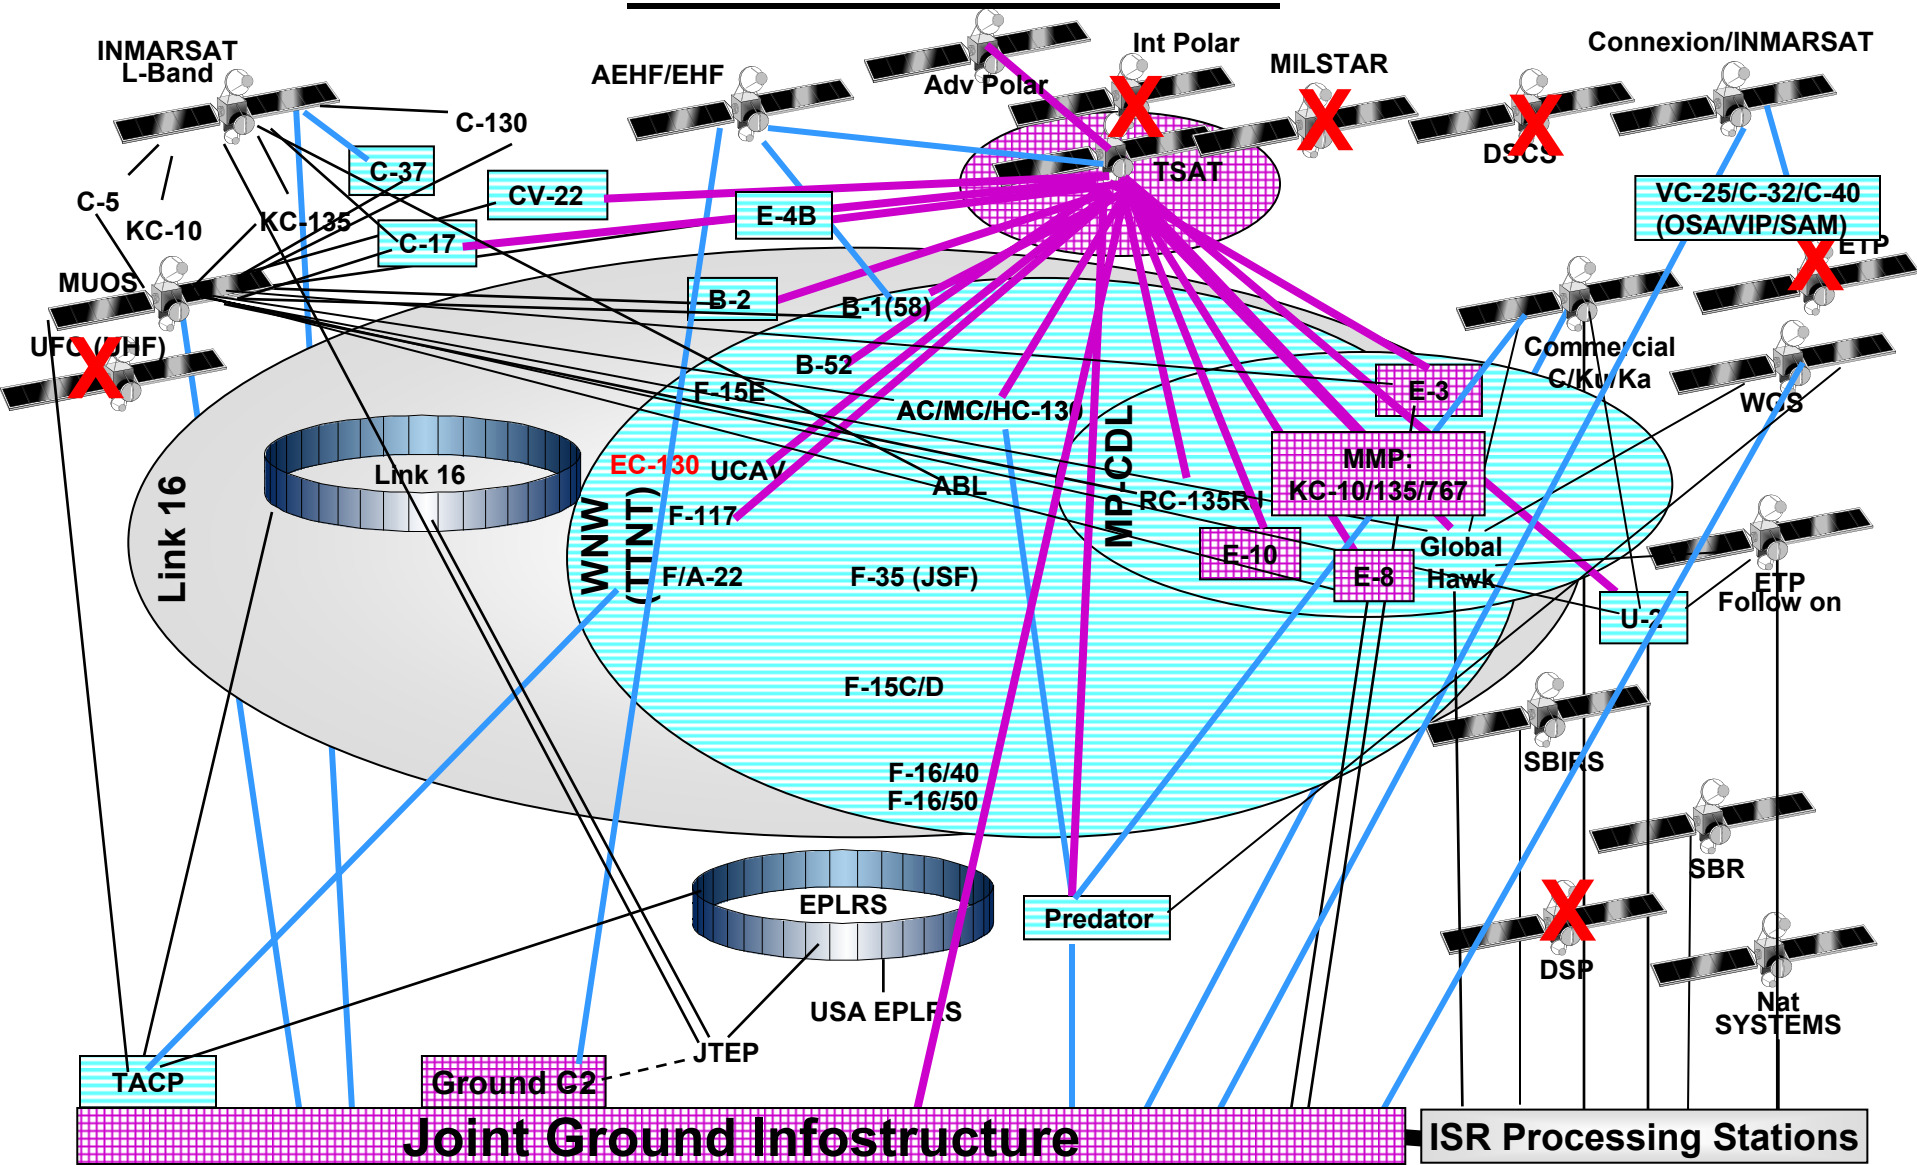 Int Polar
INMARSAT
L-Band
AEHF/EHF
Adv Polar
MILSTAR
Connexion/INMARSAT
C-130
C-37
DSCS
TSAT
C-5
KC-10
KC-135
CV-22
E-4B
C-17
VC-25/C-32/C-40
(OSA/VIP/SAM)
ETP
MUOS
B-2
B-1(58)
UFO (UHF)
Commercial
C/Ku/Ka
B-52
F-15E
AC/MC/HC-130
E-3
WGS
Link 16
Link 16
EC-130
UCAV
ABL
MP-CDL
RC-135R
MMP:
KC-10/135/767
F-117
WNW
(TTNT)
E-10
E-8
Global
Hawk
F/A-22
F-35 (JSF)
ETP
Follow on
U-2
F-15C/D
SBIRS
F-16/40
F-16/50
SBR
EPLRS
Predator
DSP
USA EPLRS
Nat
SYSTEMS
JTEP
TACP
Ground C2
Joint Ground Infostructure
ISR Processing Stations